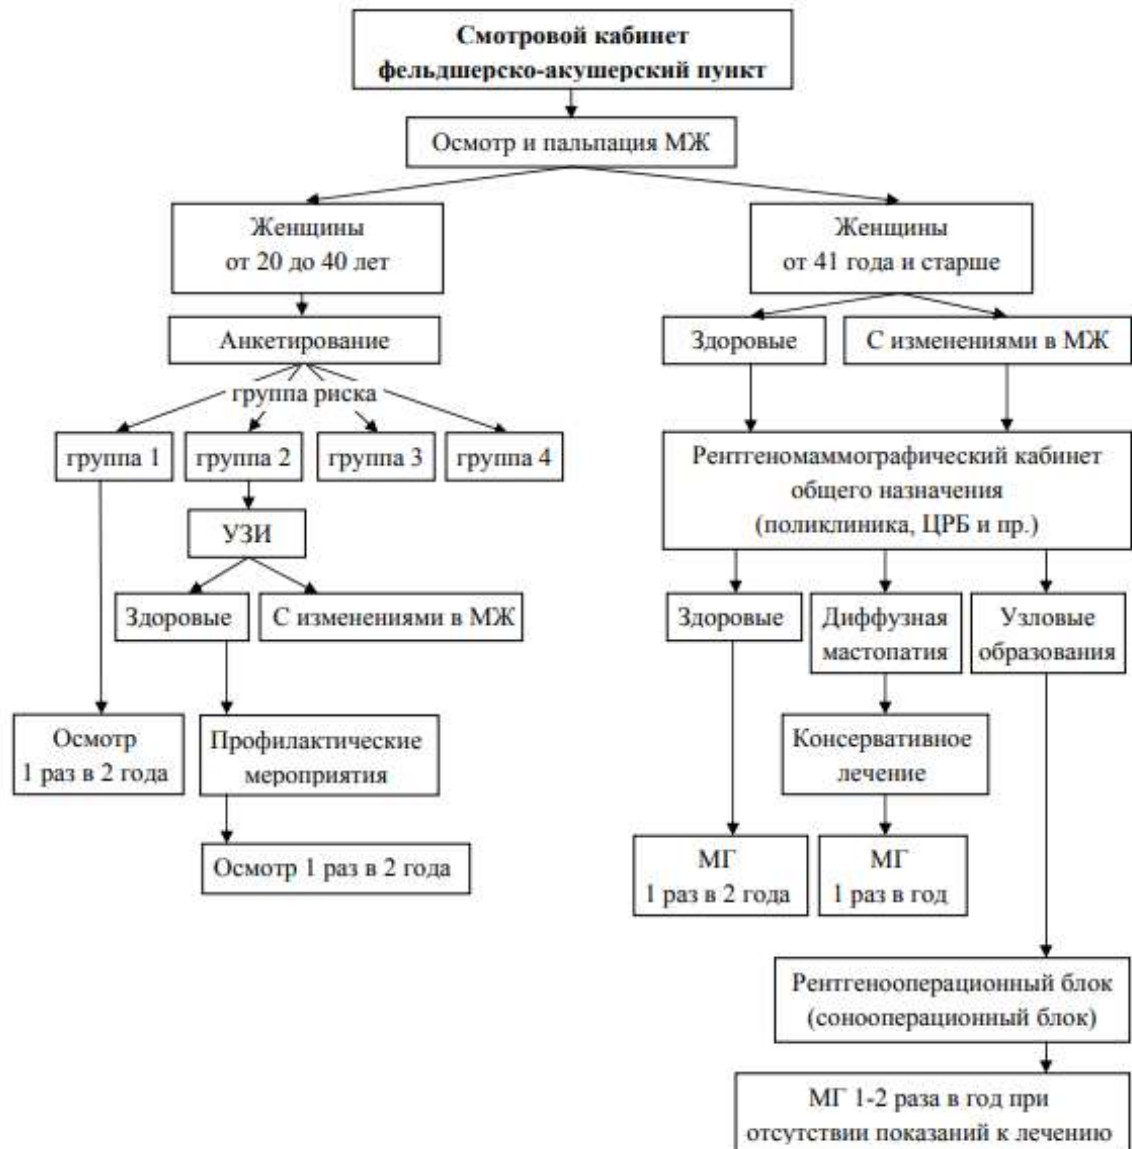 Смотровой кабинет
фельдшерско-акушерский пункт
Осмотр и пальпация МЖ
Женщины
от 20 до 40 лет
Женщины
от 41 года и старше
Анкетирование
Здоровые
С изменениями в МЖ
группа риска
группа 1
группа 2
группа 3
группа 4
Рентгеномаммографический кабинет
общего назначения
(поликлиника, ЦРБ и пр.)
УЗИ
Здоровые
С изменениями в МЖ
Здоровые
Диффузная
мастопатия
Узловые
образования
Осмотр
1 раз в 2 года
Профилактические
мероприятия
Консервативное
лечение
Осмотр 1 раз в 2 года
МГ
1 раз в 2 года
МГ
1 раз в год
Рентгенооперационный блок
(сонооперационный блок)
МГ 1-2 раза в год при
отсутствии показаний к лечению